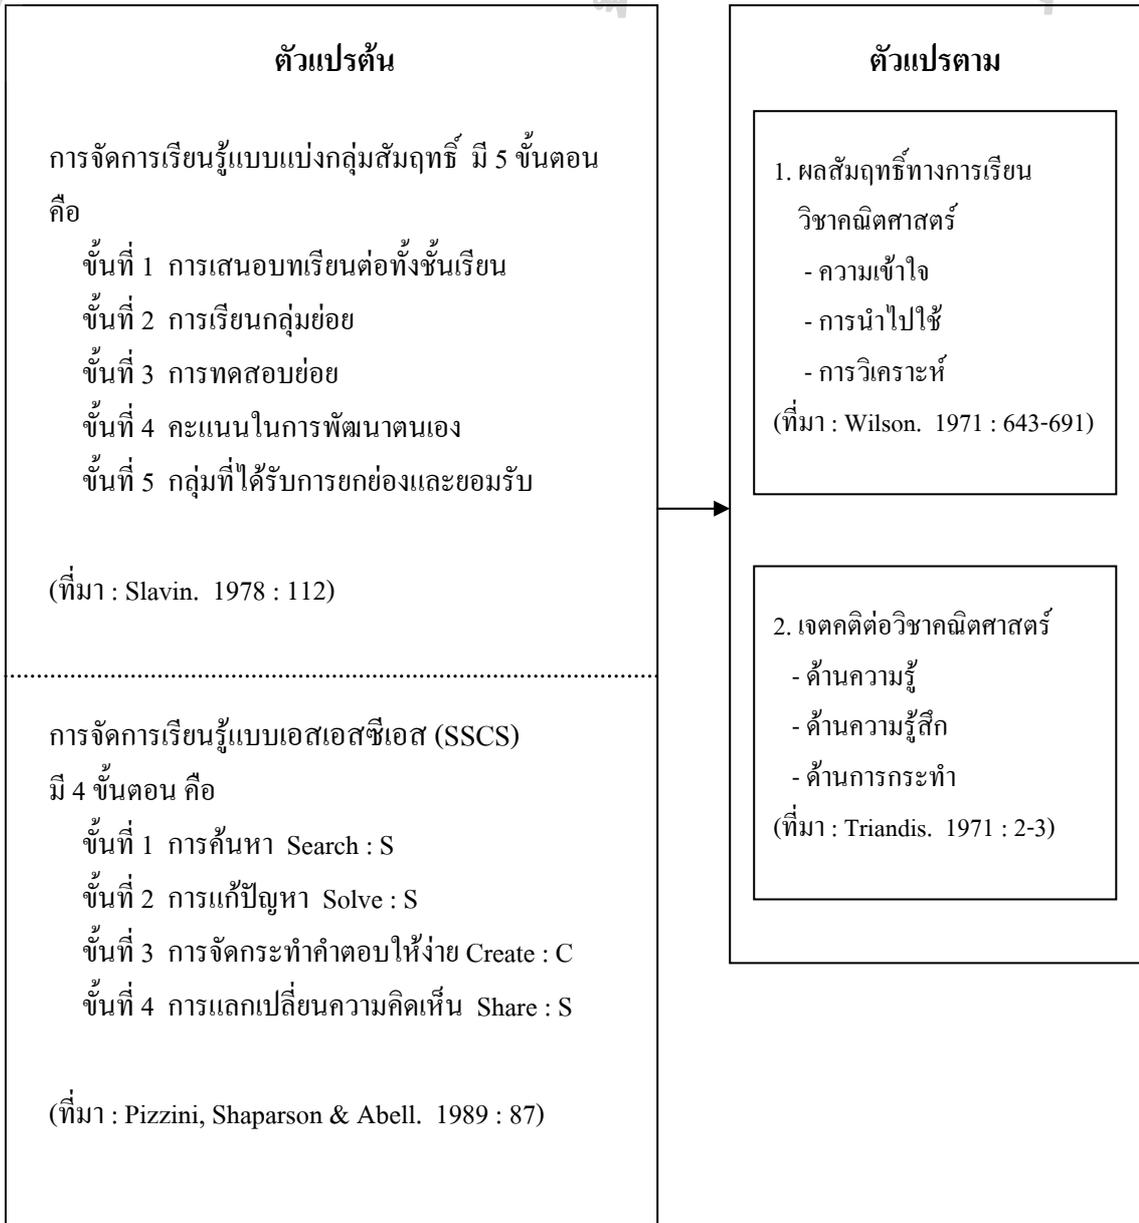 ตัวแปรต้น
การจัดการเรียนรู้แบบแบ่งกลุ่มสัมฤทธิ์ มี 5 ขั้นตอน
คือ
ขั้นที่ 1 การเสนอบทเรียนต่อทั้งชั้นเรียน
ขั้นที่ 2 การเรียนกลุ่มย่อย
ขั้นที่ 3 การทดสอบย่อย
ขั้นที่ 4 คะแนนในการพัฒนาตนเอง
ขั้นที่ 5 กลุ่มที่ได้รับการยกย่องและยอมรับ
(ที่มา : Slavin. 1978 : 112)
การจัดการเรียนรู้แบบเอสเอสซีเอส (SSCS)
มี 4 ขั้นตอน คือ
ขั้นที่ 1 การค้นหา Search : S
ขั้นที่ 2 การแก้ปัญหา Solve : S
ขั้นที่ 3 การจัดกระทำคำตอบให้ง่าย Create : C
ขั้นที่ 4 การแลกเปลี่ยนความคิดเห็น Share : S
(ที่มา : Pizzini, Shaparson & Abell. 1989 : 87)
ตัวแปรตาม
1. ผลสัมฤทธิ์ทางการเรียน
วิชาคณิตศาสตร์
- ความเข้าใจ
- การนำไปใช้
- การวิเคราะห์
(ที่มา : Wilson. 1971 : 643-691)
2. เจตคติต่อวิชาคณิตศาสตร์
- ด้านความรู้
- ด้านความรู้สึก
- ด้านการกระทำ
(ที่มา : Triandis. 1971 : 2-3)